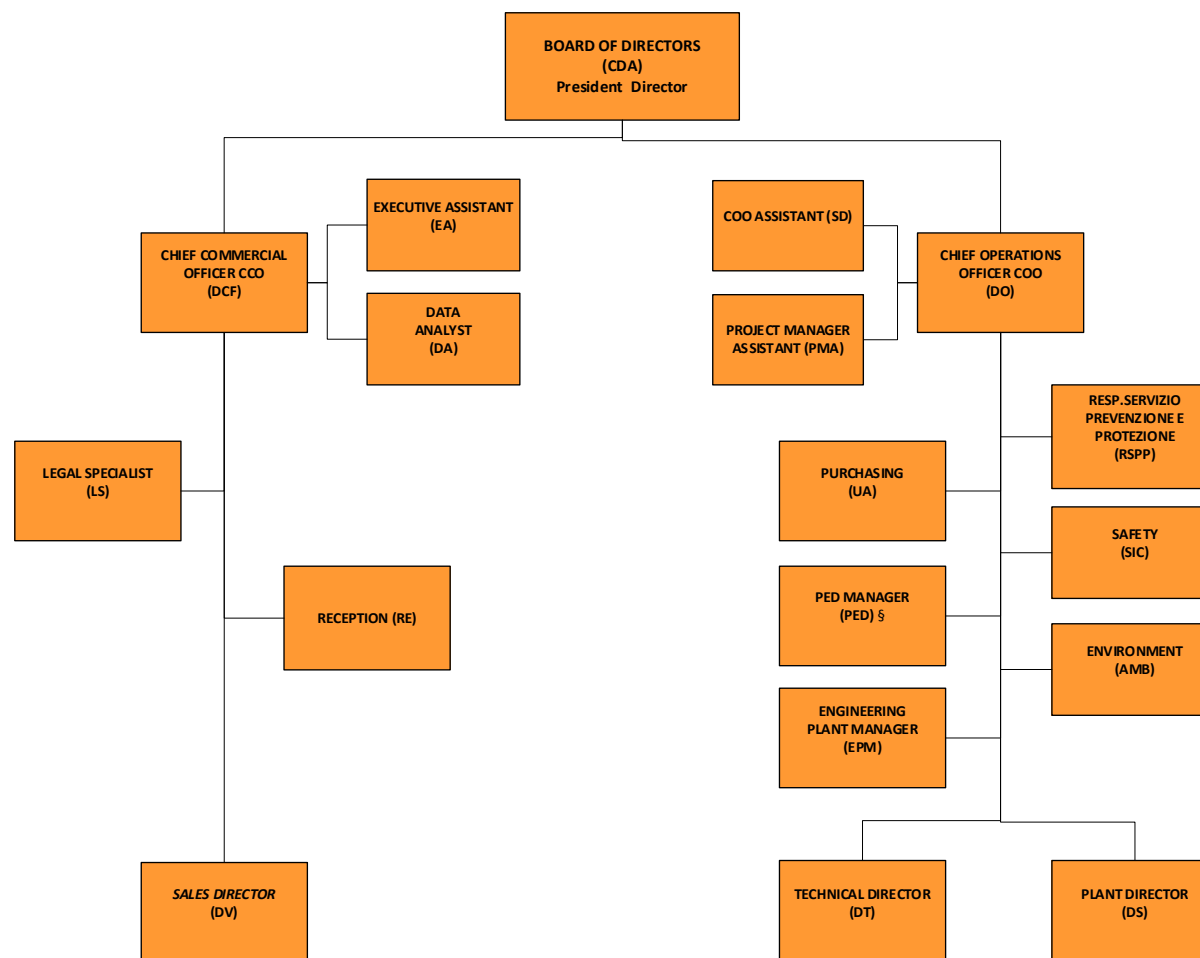 BOARD OF DIRECTORS
(CDA)
President Director
EXECUTIVE ASSISTANT
(EA)
COO ASSISTANT (SD)
CHIEF COMMERCIAL
OFFICER CCO
(DCF)
CHIEF OPERATIONS
OFFICER COO
(DO)
DATA
ANALYST
(DA)
PROJECT MANAGER
ASSISTANT (PMA)
RESP.SERVIZIO
PREVENZIONE E
PROTEZIONE
(RSPP)
LEGAL SPECIALIST
(LS)
PURCHASING
(UA)
SAFETY
(SIC)
RECEPTION (RE)
PED MANAGER
(PED) §
ENVIRONMENT
(AMB)
ENGINEERING
PLANT MANAGER
(EPM)
SALES DIRECTOR
(DV)
TECHNICAL DIRECTOR
(DT)
PLANT DIRECTOR
(DS)